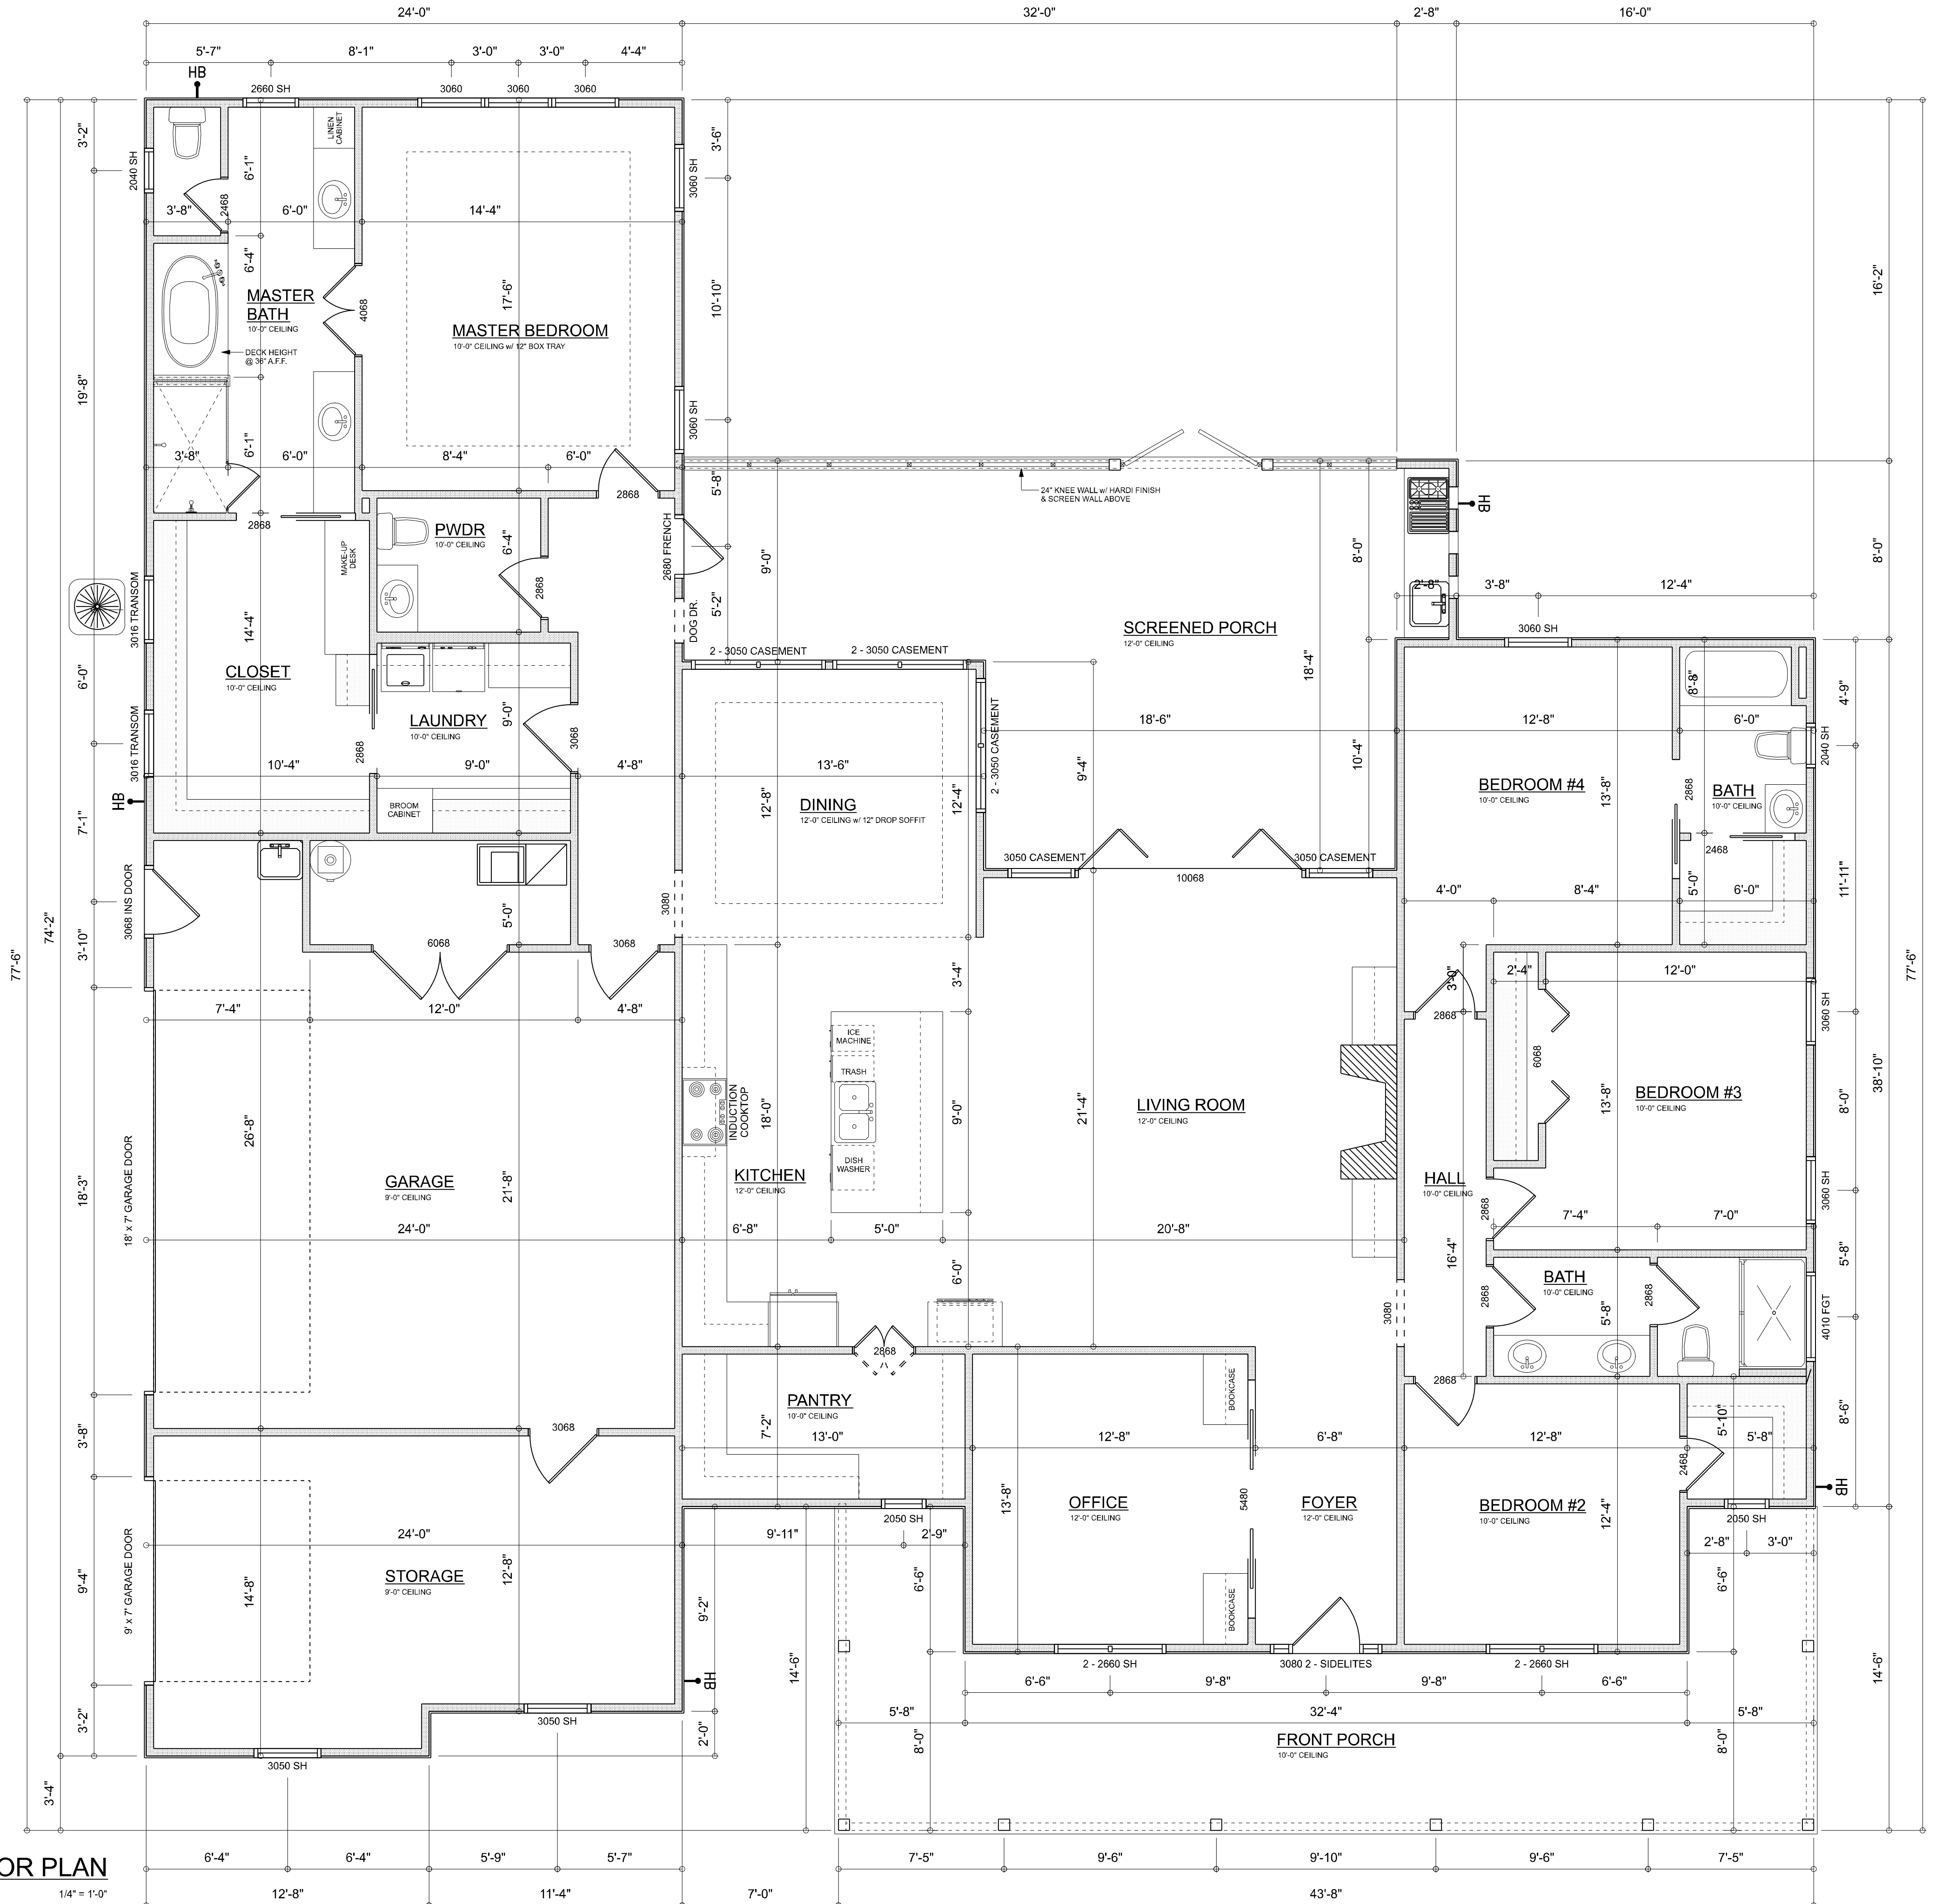 24'-0"
32'-0"
2'-8"
16'-0"
5'-7"
8'-1"
3'-0"
3'-0"
4'-4"
HB
2660 SH
3060
3060
3060
3'-2"
2040 SH
LINEN
CABINET
6'-1"
2468
3'-8"
6'-0"
14'-4"
3060 SH
3'-6"
6'-4"
MASTER
BATH
10'-0" CEILING
4068
17'-6"
MASTER BEDROOM
10'-0" CEILING w/ 12" BOX TRAY
10'-10"
16'-2"
DECK HEIGHT
@ 36" A.F.F.
19'-8"
3060 SH
6'-1"
3'-8"
6'-0"
8'-4"
6'-0"
2868
5'-8"
24" KNEE WALL w/ HARDI FINISH
& SCREEN WALL ABOVE
HB
2868
MAKE-UP
DESK
PWDR
10'-0" CEILING
6'-4"
2868
2680 FRENCH
9'-0"
8'-0"
8'-0"
2'-8"
3'-8"
12'-4"
3016 TRANSOM
14'-4"
DOG DR.
5'-2"
SCREENED PORCH
12'-0" CEILING
3060 SH
2 - 3050 CASEMENT
2 - 3050 CASEMENT
18'-4"
CLOSET
10'-0" CEILING
6'-0"
3016 TRANSOM
LAUNDRY
10'-0" CEILING
9'-0"
3068
2868
2 - 3050 CASEMENT
18'-6"
12'-8"
8'-8"
6'-0"
4'-9"
2040 SH
10'-4"
9'-0"
4'-8"
13'-6"
9'-4"
10'-4"
HB
BROOM
CABINET
12'-8"
DINING
12'-0" CEILING w/ 12" DROP SOFFIT
12'-4"
BEDROOM #4
10'-0" CEILING
13'-8"
2868
BATH
10'-0" CEILING
7'-1"
3050 CASEMENT
10068
3050 CASEMENT
2468
4'-0"
8'-4"
5'-0"
6'-0"
11'-11"
3068 INS DOOR
74'-2"
77'-6"
77'-6"
3'-10"
5'-0"
6068
3068
3080
3'-4"
3'-0"
2868
2'-4"
12'-0"
3060 SH
7'-4"
12'-0"
4'-8"
ICE
MACHINE
TRASH
DISH
WASHER
INDUCTION
COOKTOP
18'-0"
9'-0"
21'-4"
LIVING ROOM
12'-0" CEILING
6068
13'-8"
BEDROOM #3
10'-0" CEILING
8'-0"
38'-10"
26'-8"
18' x 7' GARAGE DOOR
18'-3"
GARAGE
9'-0" CEILING
21'-8"
KITCHEN
12'-0" CEILING
HALL
10'-0" CEILING
2868
3060 SH
24'-0"
6'-8"
5'-0"
20'-8"
7'-4"
7'-0"
16'-4"
5'-8"
6'-0"
3080
2868
BATH
10'-0" CEILING
5'-8"
2868
4010 FGT
2868
2868
PANTRY
10'-0" CEILING
7'-2"
13'-0"
BOOKCASE
12'-8"
6'-8"
12'-8"
5'-10"
5'-8"
8'-6"
3'-8"
3068
2468
13'-8"
OFFICE
12'-0" CEILING
5480
FOYER
12'-0" CEILING
BEDROOM #2
10'-0" CEILING
12'-4"
HB
2050 SH
2050 SH
24'-0"
9'-11"
2'-9"
2'-8"
3'-0"
9' x 7' GARAGE DOOR
9'-4"
14'-8"
STORAGE
9'-0" CEILING
12'-8"
9'-2"
6'-6"
BOOKCASE
6'-6"
14'-6"
14'-6"
HB
2 - 2660 SH
3080 2 - SIDELITES
2 - 2660 SH
6'-6"
9'-8"
9'-8"
6'-6"
3'-2"
3050 SH
2'-0"
5'-8"
32'-4"
5'-8"
8'-0"
FRONT PORCH
10'-0" CEILING
8'-0"
3050 SH
3'-4"
6'-4"
6'-4"
5'-9"
5'-7"
7'-5"
9'-6"
9'-10"
9'-6"
7'-5"
OR PLAN
1/4" = 1'-0"
12'-8"
11'-4"
7'-0"
43'-8"